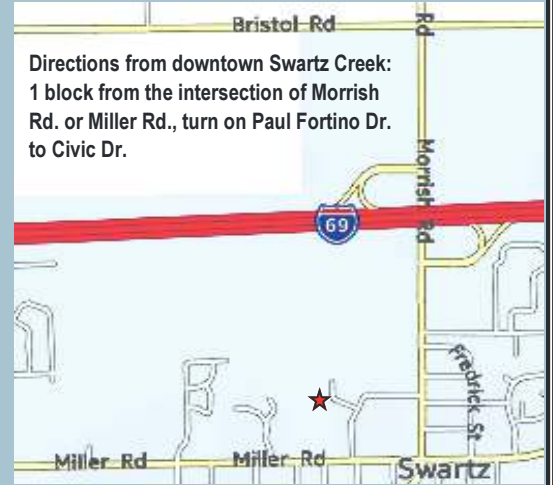 Bristol Rd
Rd
Directions from downtown Swartz Creek:
1 block from the intersection of Morrish
Rd. or Miller Rd., turn on Paul Fortino Dr.
to Civic Dr.
Morrish Rd
69
Fredrick St
Miller Rd
Miller Rd
Swartz